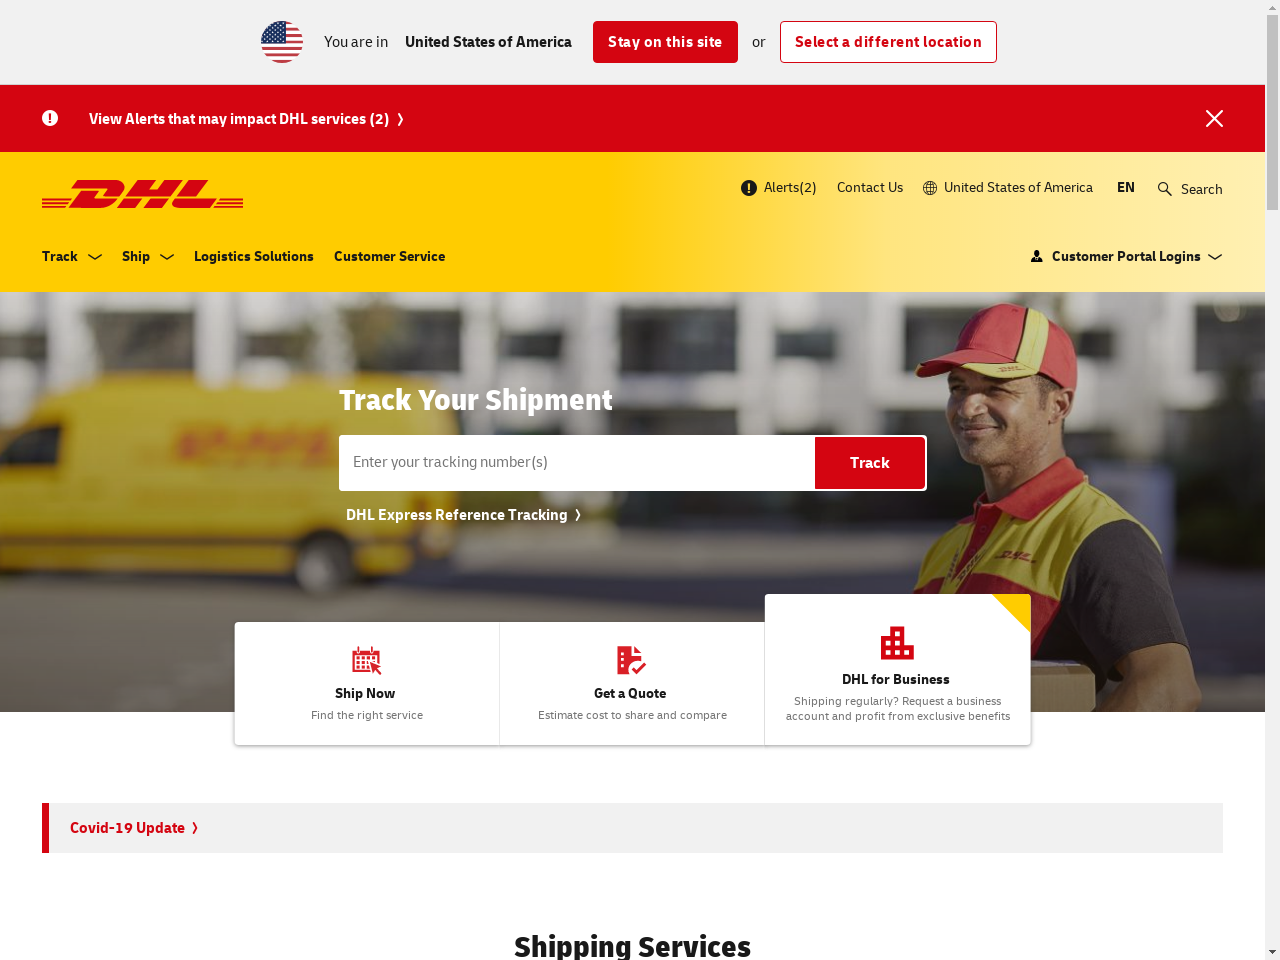 You are in United States of America Stay on this site or Select a different location
View Alerts that may impact DHL services (2)
DHL
Alerts(2) Contact Us United States of America EN Search
Track Ship Logistics Solutions Customer Service Customer Portal Logins
Track Your Shipment
Enter your tracking number(s) Track
DHL Express Reference Tracking
Ship Now
Find the right service
Get a Quote
Estimate cost to share and compare
DHL for Business
Shipping regularly? Request a business
account and profit from exclusive benefits
Covid-19 Update
Shipping Services